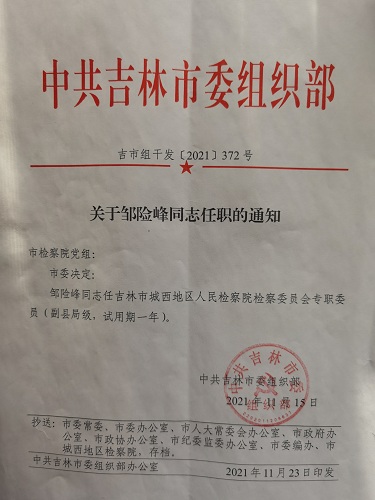 中共吉林市委组织部
吉市组干发〔2021〕372号
关于邹险峰同志任职的通知
市检察院党组：
市委决定：
邹险峰同志任吉林市城西地区人民检察院检察委员会专职委
员（副县局级，试用期一年）。
中共吉林市委组织部
2021年11月15日
中共吉林市委
组织部
抄送：市委常委、市委办公室、市人大常委会办公室、市政府办
公室、市政协办公室、市纪委监委办公室、市委编办、市
城西地区检察院，存档。
中共吉林市委组织部办公室
2021年11月23日印发